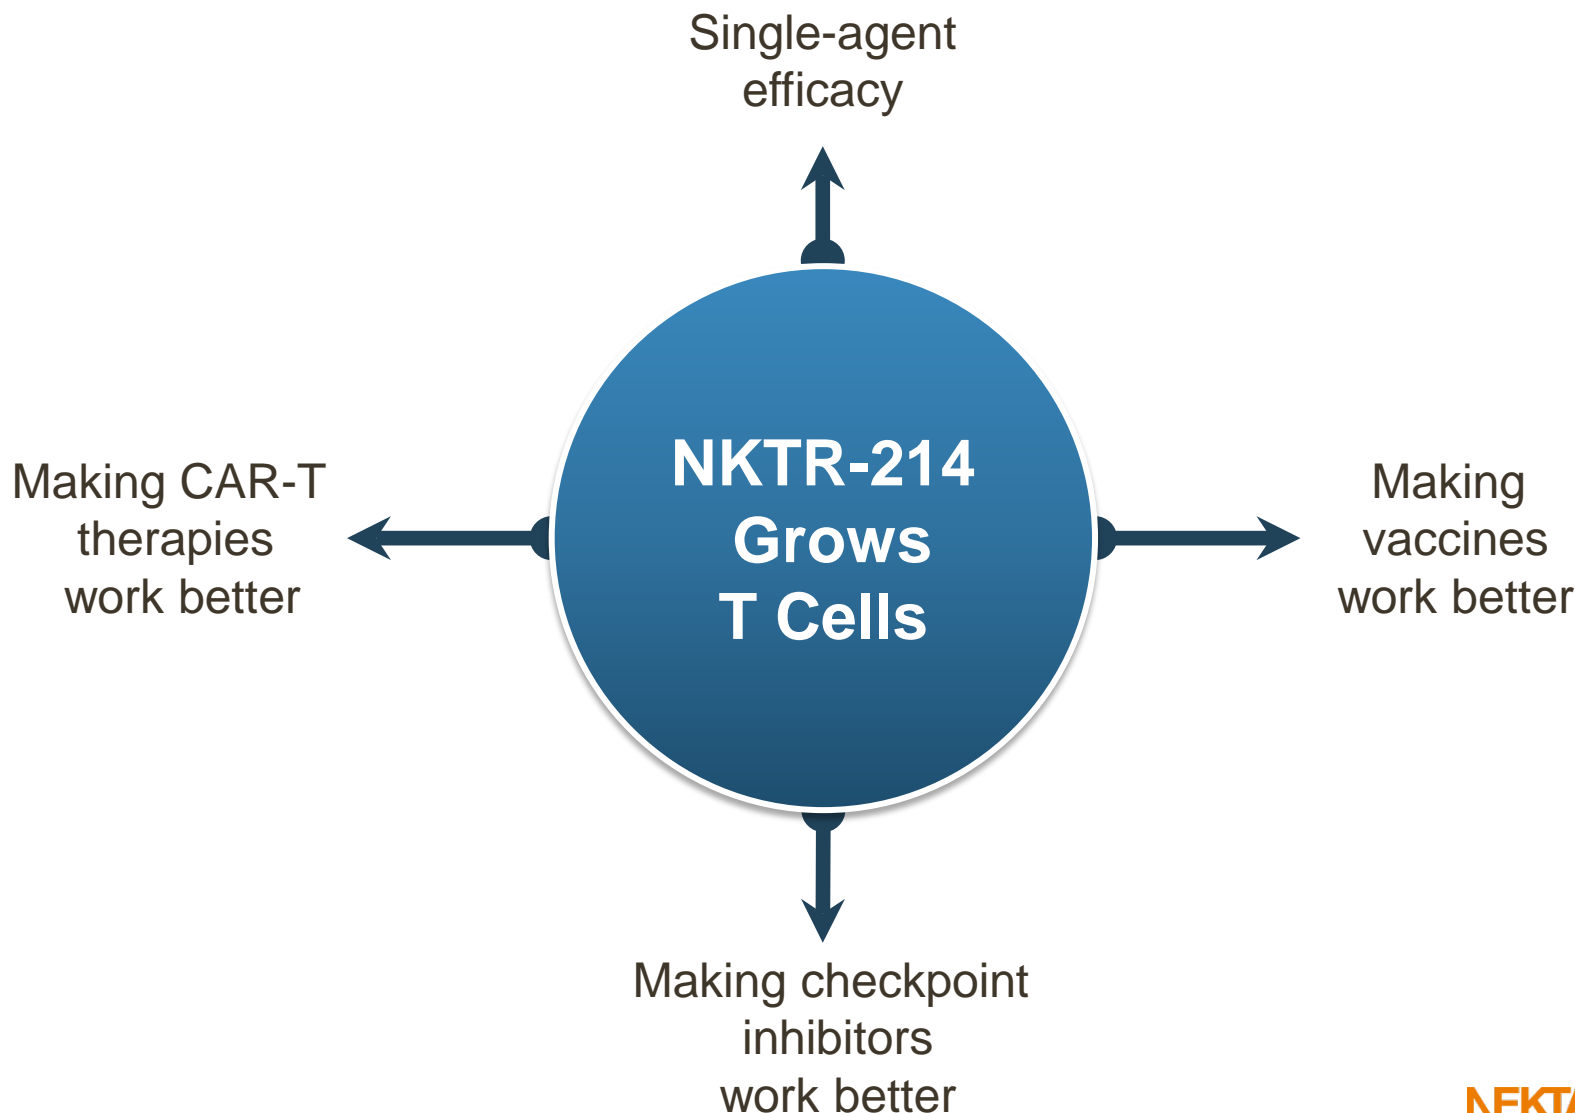 Single-agent
efficacy
NKTR-214
Grows
T Cells
Making CAR-T
therapies
work better
Making
vaccines
work better
Making checkpoint
inhibitors
work better